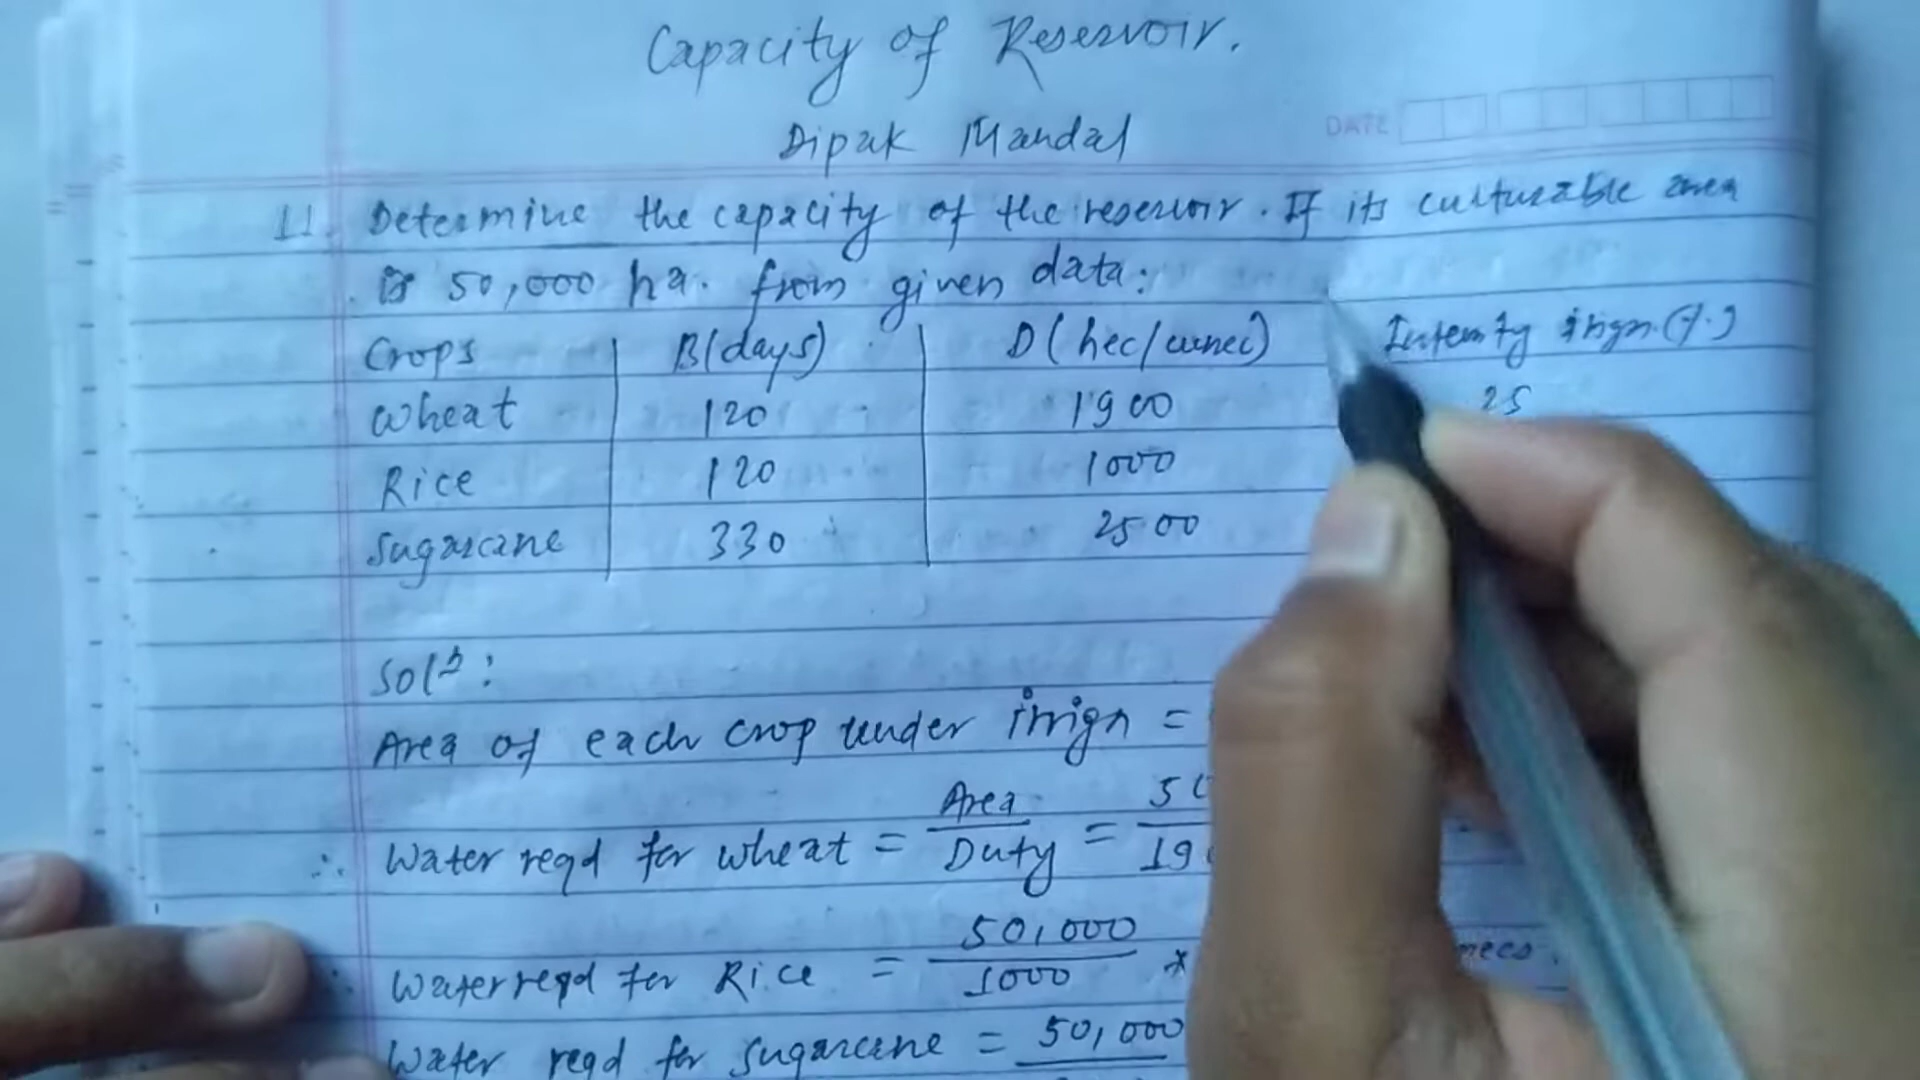 Capacity of Reservoir.
Dipak Mandal
DATE
11. Determine the capacity of the reservoir. If its culturable area
is 50,000 ha. from given data:
Crops B(days) D(hec/cumec) Intensity irrign.(%)
Wheat 120 1900 25
Rice 120 1000
Sugarcane 330 2500
Solⁿ:
Area of each crop under irrign =
∴ Water reqd for wheat = Area/Duty =
∴ Water reqd for Rice = 50,000/1000 *
Water reqd for sugarcane = 50,000